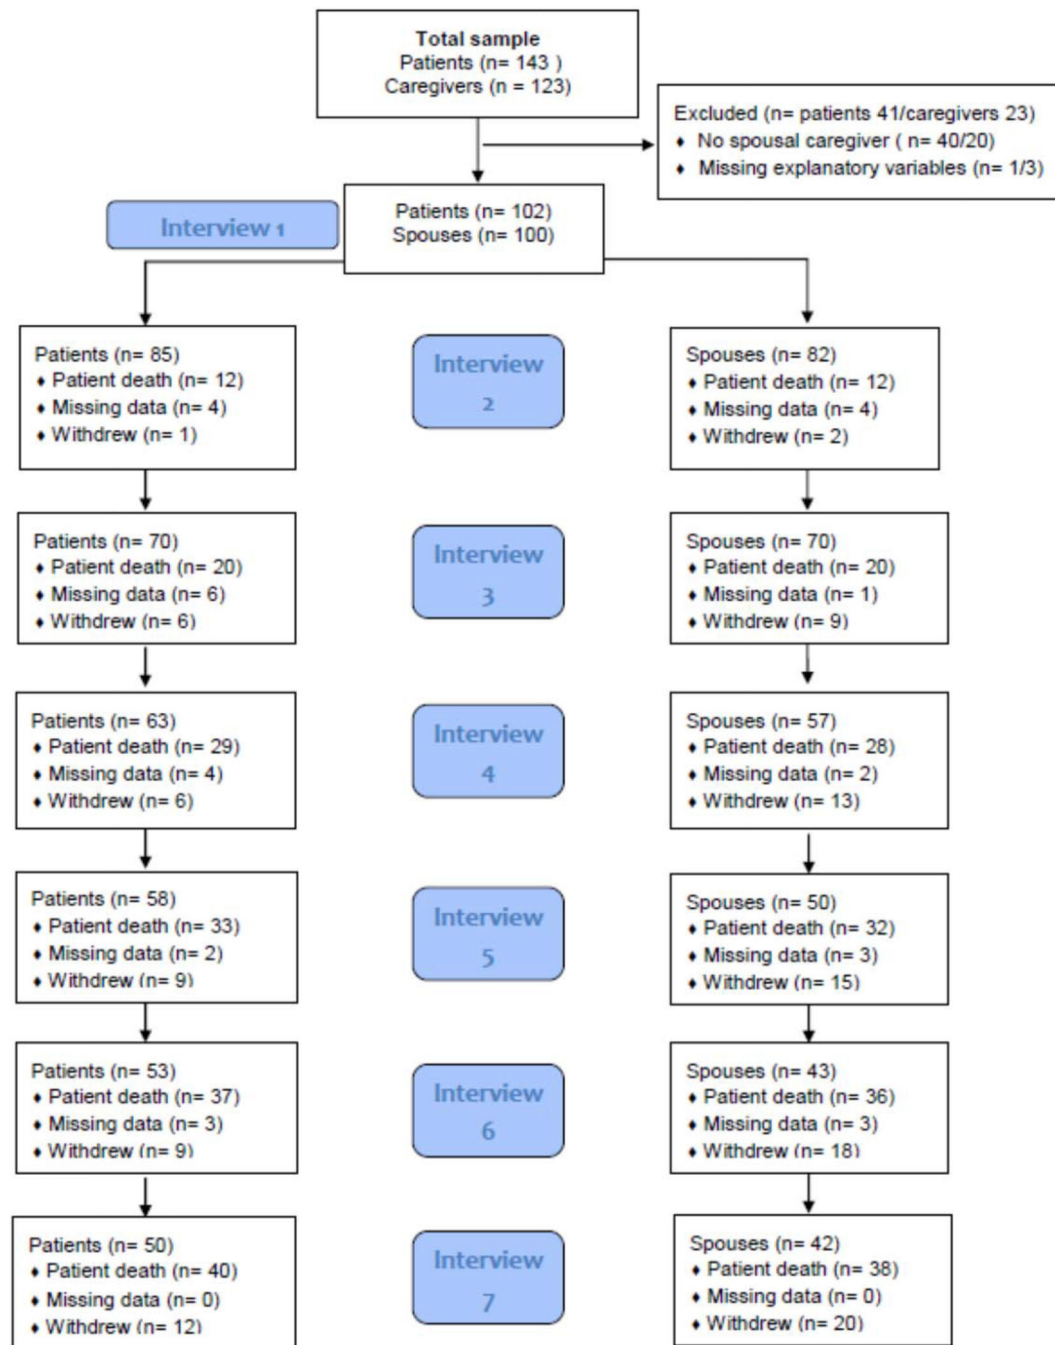 Total sample
Patients (n= 143 )
Caregivers (n = 123)
Excluded (n= patients 41/caregivers 23)
♦ No spousal caregiver ( n= 40/20)
♦ Missing explanatory variables (n= 1/3)
Interview 1
Patients (n= 102)
Spouses (n= 100)
Patients (n= 85)
♦ Patient death (n= 12)
♦ Missing data (n= 4)
♦ Withdrew (n= 1)
Interview
2
Spouses (n= 82)
♦ Patient death (n= 12)
♦ Missing data (n= 4)
♦ Withdrew (n= 2)
Patients (n= 70)
♦ Patient death (n= 20)
♦ Missing data (n= 6)
♦ Withdrew (n= 6)
Interview
3
Spouses (n= 70)
♦ Patient death (n= 20)
♦ Missing data (n= 1)
♦ Withdrew (n= 9)
Patients (n= 63)
♦ Patient death (n= 29)
♦ Missing data (n= 4)
♦ Withdrew (n= 6)
Interview
4
Spouses (n= 57)
♦ Patient death (n= 28)
♦ Missing data (n= 2)
♦ Withdrew (n= 13)
Patients (n= 58)
♦ Patient death (n= 33)
♦ Missing data (n= 2)
♦ Withdrew (n= 9)
Interview
5
Spouses (n= 50)
♦ Patient death (n= 32)
♦ Missing data (n= 3)
♦ Withdrew (n= 15)
Patients (n= 53)
♦ Patient death (n= 37)
♦ Missing data (n= 3)
♦ Withdrew (n= 9)
Interview
6
Spouses (n= 43)
♦ Patient death (n= 36)
♦ Missing data (n= 3)
♦ Withdrew (n= 18)
Patients (n= 50)
♦ Patient death (n= 40)
♦ Missing data (n= 0)
♦ Withdrew (n= 12)
Interview
7
Spouses (n= 42)
♦ Patient death (n= 38)
♦ Missing data (n= 0)
♦ Withdrew (n= 20)